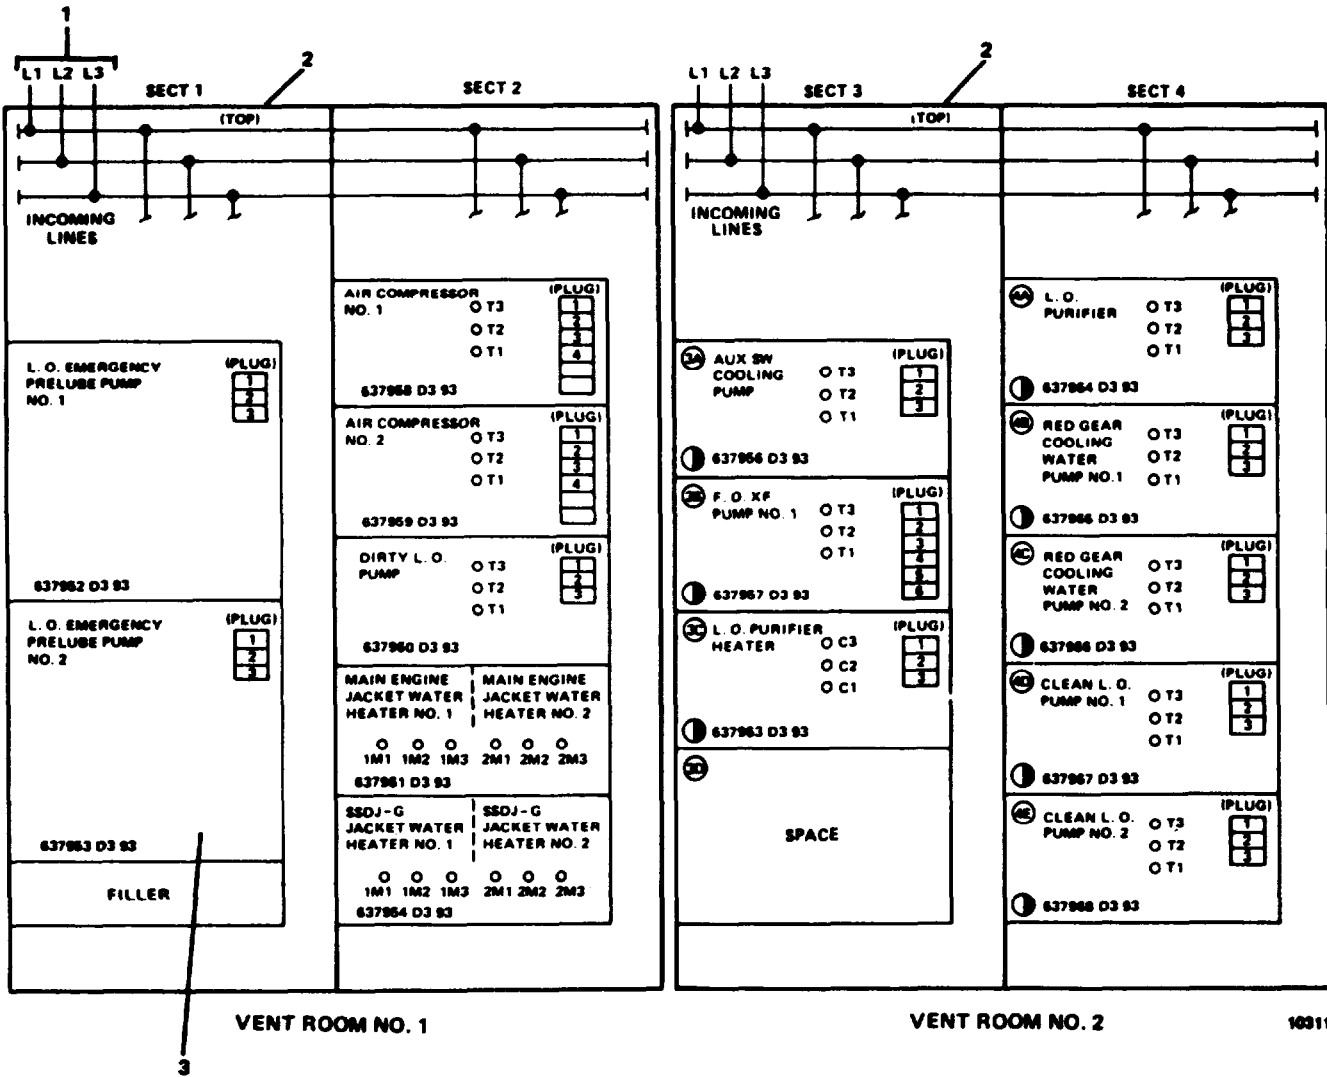 1
L1 L2 L3
2
SECT 1
SECT 2
(TOP)
INCOMING
LINES
L. O. EMERGENCY
PRELUBE PUMP
NO. 1
(PLUG)
1
2
3
637962 D3 93
L. O. EMERGENCY
PRELUBE PUMP
NO. 2
(PLUG)
1
2
3
637953 D3 93
FILLER
AIR COMPRESSOR
NO. 1
T3
T2
T1
(PLUG)
1
2
3
4
637958 D3 93
AIR COMPRESSOR
NO. 2
T3
T2
T1
(PLUG)
1
2
3
4
637959 D3 93
DIRTY L. O.
PUMP
T3
T2
T1
(PLUG)
1
2
3
637960 D3 93
MAIN ENGINE
JACKET WATER
HEATER NO. 1
MAIN ENGINE
JACKET WATER
HEATER NO. 2
1M1 1M2 1M3 2M1 2M2 2M3
637961 D3 93
SSDJ-G
JACKET WATER
HEATER NO. 1
SSDJ-G
JACKET WATER
HEATER NO. 2
1M1 1M2 1M3 2M1 2M2 2M3
637954 D3 93
VENT ROOM NO. 1
3
L1 L2 L3
2
SECT 3
SECT 4
(TOP)
INCOMING
LINES
3A AUX SW
COOLING
PUMP
T3
T2
T1
(PLUG)
1
2
3
637956 D3 93
3B F. O. XF
PUMP NO. 1
T3
T2
T1
(PLUG)
1
2
3
4
5
6
637957 D3 93
3C L. O. PURIFIER
HEATER
C3
C2
C1
(PLUG)
1
2
3
637963 D3 93
3D
SPACE
4A L. O.
PURIFIER
T3
T2
T1
(PLUG)
1
2
3
637964 D3 93
4B RED GEAR
COOLING
WATER
PUMP NO. 1
T3
T2
T1
(PLUG)
1
2
3
637965 D3 93
4C RED GEAR
COOLING
WATER
PUMP NO. 2
T3
T2
T1
(PLUG)
1
2
3
637966 D3 93
4D CLEAN L. O.
PUMP NO. 1
T3
T2
T1
(PLUG)
1
2
3
637967 D3 93
4E CLEAN L. O.
PUMP NO. 2
T3
T2
T1
(PLUG)
1
2
3
637968 D3 93
VENT ROOM NO. 2
10311